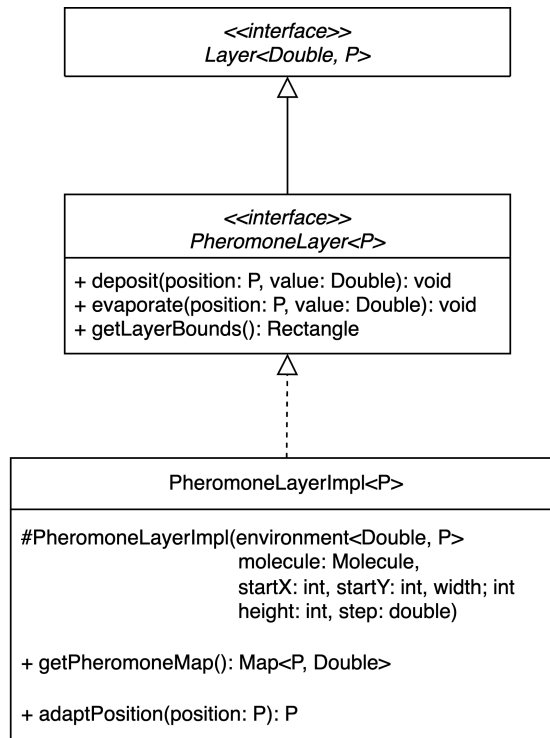 <<interface>>
Layer<Double, P>
<<interface>>
PheromoneLayer<P>
+ deposit(position: P, value: Double): void
+ evaporate(position: P, value: Double): void
+ getLayerBounds(): Rectangle
PheromoneLayerImpl<P>
#PheromoneLayerImpl(environment<Double, P>
molecule: Molecule,
startX: int, startY: int, width; int
height: int, step: double)
+ getPheromoneMap(): Map<P, Double>
+ adaptPosition(position: P): P